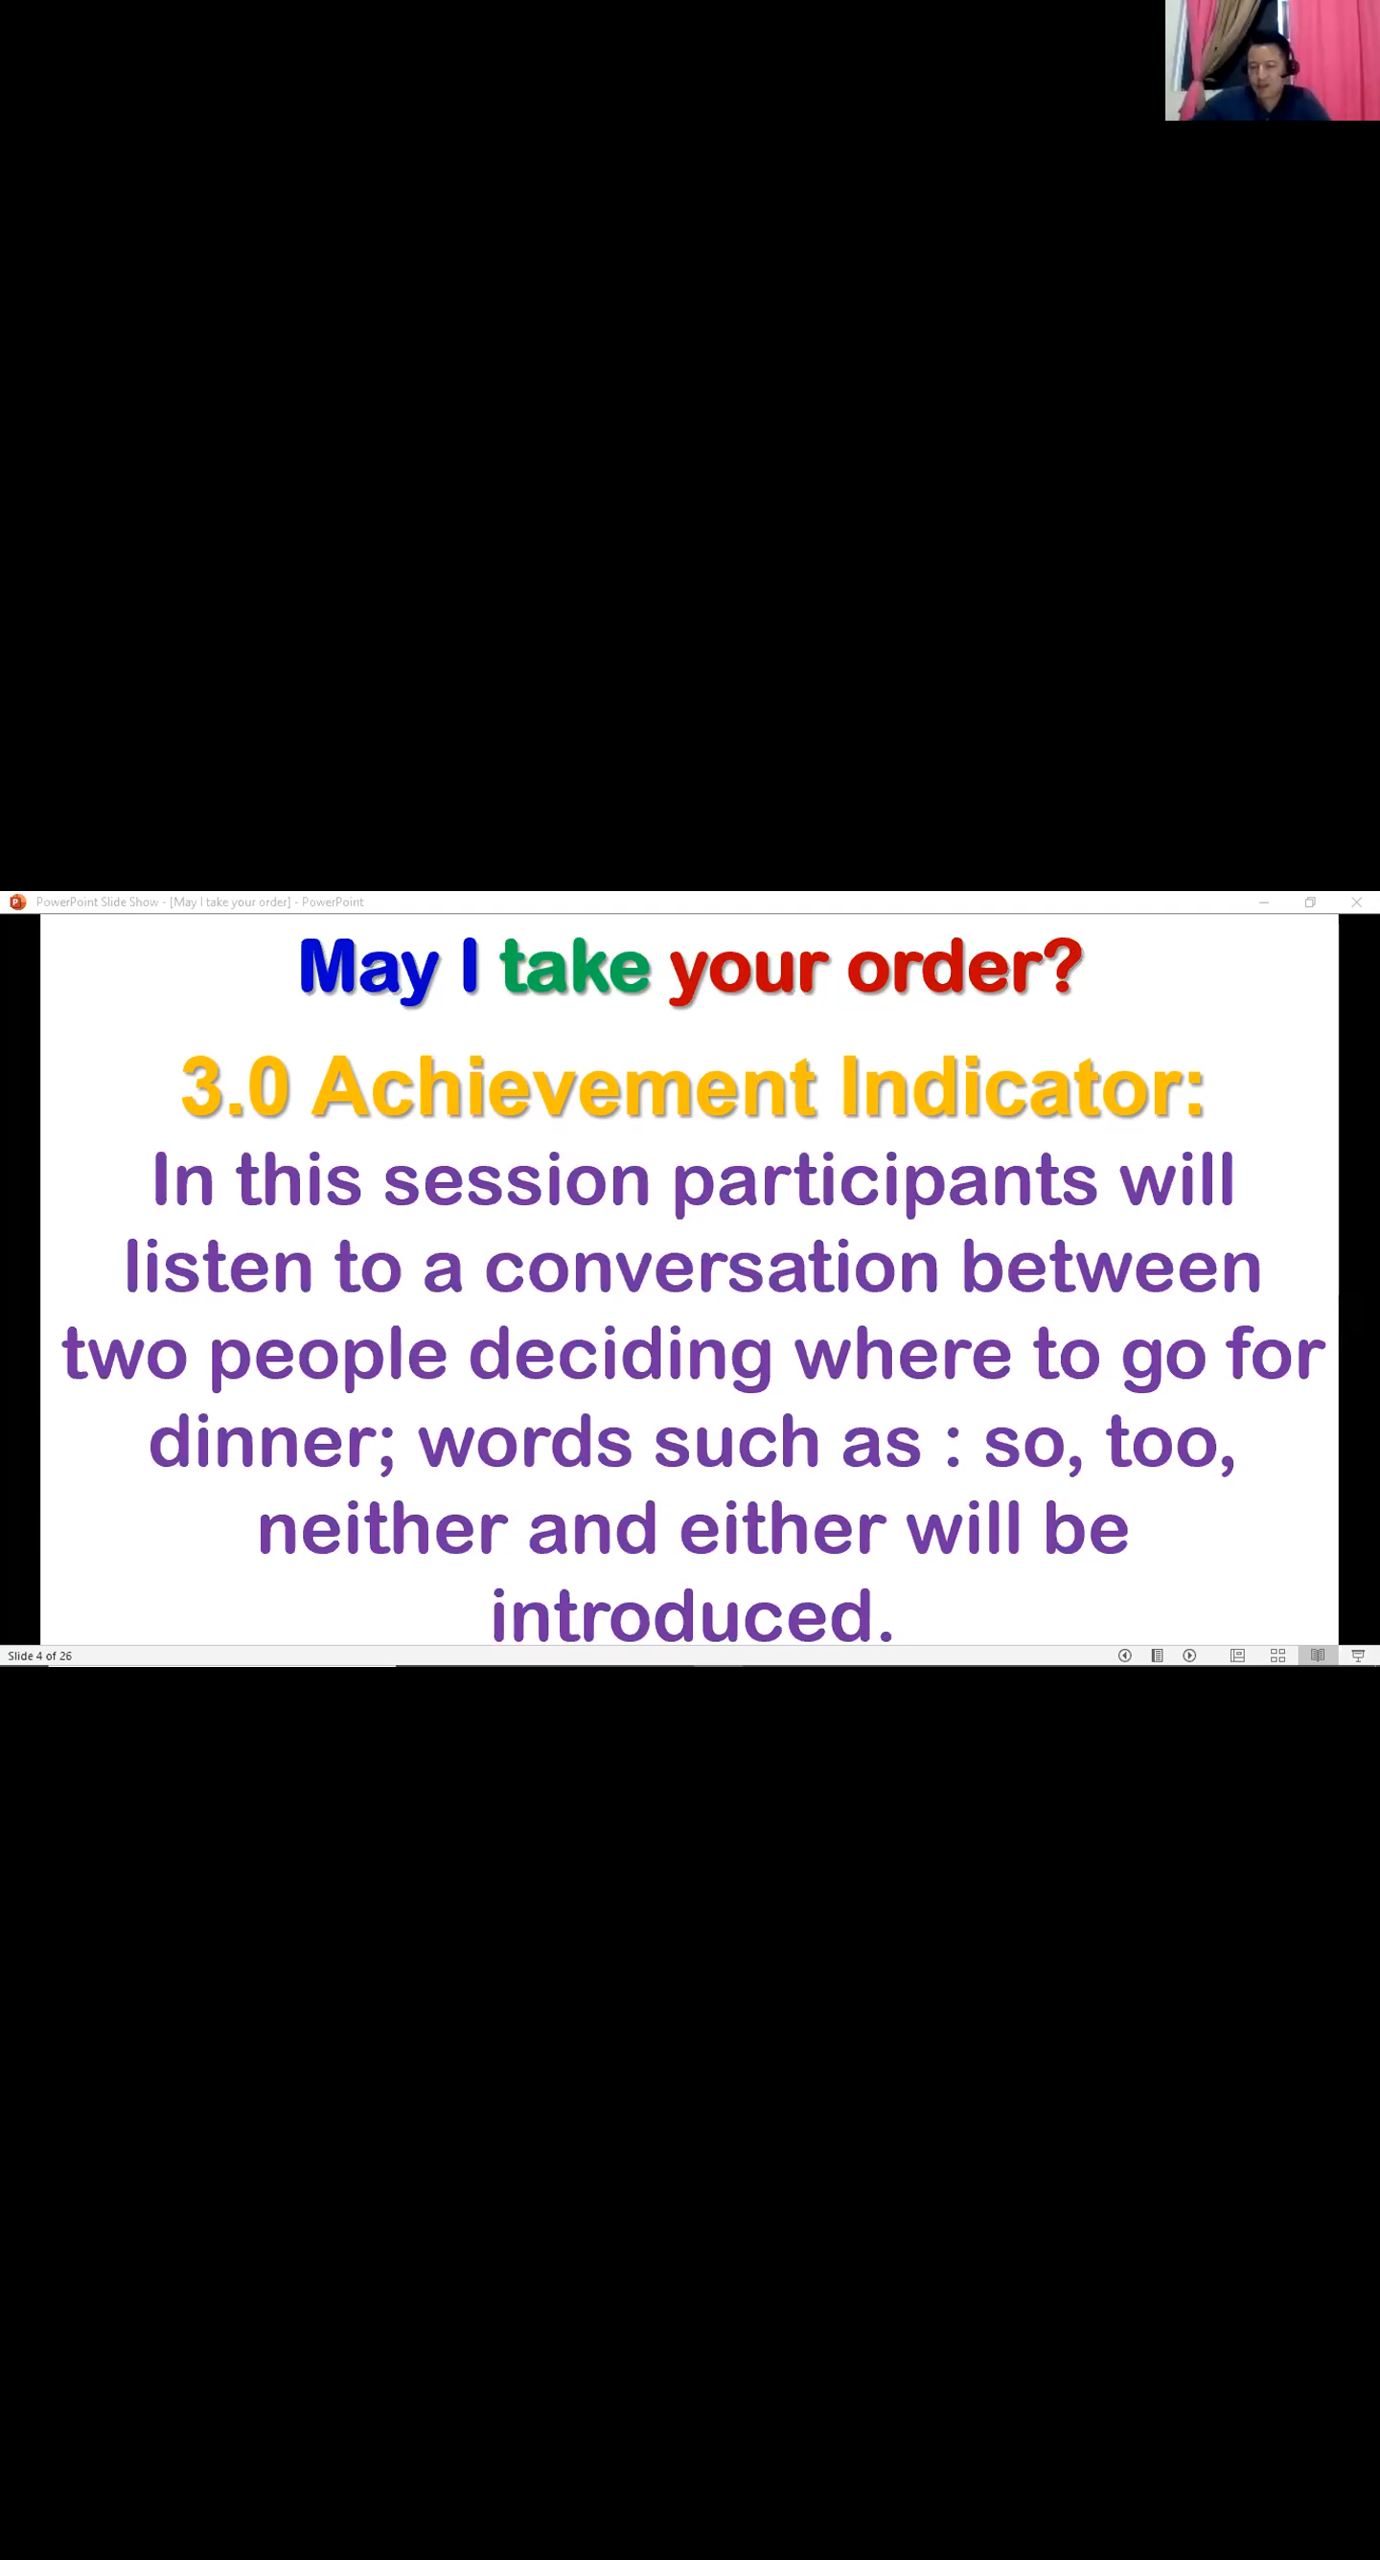 PowerPoint Slide Show - [May I take your order] - PowerPoint
May I take your order?
3.0 Achievement Indicator:
In this session participants will
listen to a conversation between
two people deciding where to go for
dinner; words such as : so, too,
neither and either will be
introduced.
Slide 4 of 26